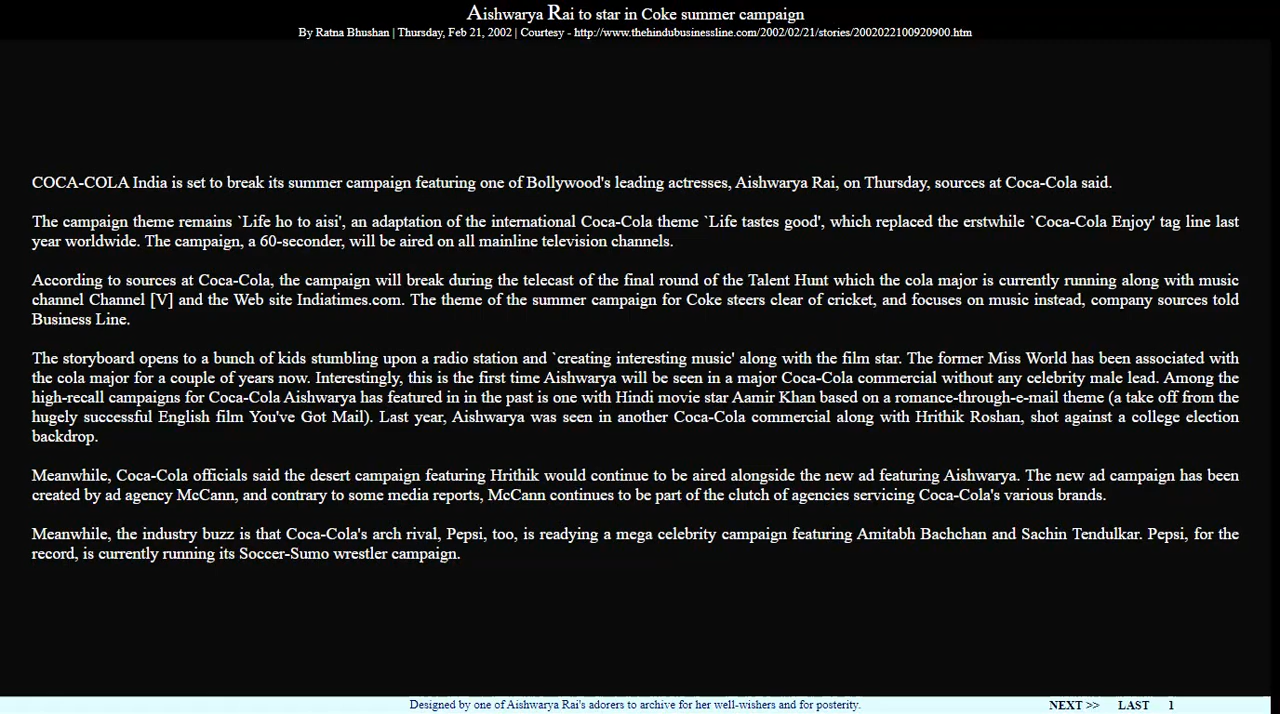 Aishwarya Rai to star in Coke summer campaign
By Ratna Bhushan | Thursday, Feb 21, 2002 | Courtesy - http://www.thehindubusinessline.com/2002/02/21/stories/2002022100920900.htm
COCA-COLA India is set to break its summer campaign featuring one of Bollywood's leading actresses, Aishwarya Rai, on Thursday, sources at Coca-Cola said.
The campaign theme remains `Life ho to aisi', an adaptation of the international Coca-Cola theme `Life tastes good', which replaced the erstwhile `Coca-Cola Enjoy' tag line last
year worldwide. The campaign, a 60-seconder, will be aired on all mainline television channels.
According to sources at Coca-Cola, the campaign will break during the telecast of the final round of the Talent Hunt which the cola major is currently running along with music
channel Channel [V] and the Web site Indiatimes.com. The theme of the summer campaign for Coke steers clear of cricket, and focuses on music instead, company sources told
Business Line.
The storyboard opens to a bunch of kids stumbling upon a radio station and `creating interesting music' along with the film star. The former Miss World has been associated with
the cola major for a couple of years now. Interestingly, this is the first time Aishwarya will be seen in a major Coca-Cola commercial without any celebrity male lead. Among the
high-recall campaigns for Coca-Cola Aishwarya has featured in in the past is one with Hindi movie star Aamir Khan based on a romance-through-e-mail theme (a take off from the
hugely successful English film You've Got Mail). Last year, Aishwarya was seen in another Coca-Cola commercial along with Hrithik Roshan, shot against a college election
backdrop.
Meanwhile, Coca-Cola officials said the desert campaign featuring Hrithik would continue to be aired alongside the new ad featuring Aishwarya. The new ad campaign has been
created by ad agency McCann, and contrary to some media reports, McCann continues to be part of the clutch of agencies servicing Coca-Cola's various brands.
Meanwhile, the industry buzz is that Coca-Cola's arch rival, Pepsi, too, is readying a mega celebrity campaign featuring Amitabh Bachchan and Sachin Tendulkar. Pepsi, for the
record, is currently running its Soccer-Sumo wrestler campaign.
Designed by one of Aishwarya Rai's adorers to archive for her well-wishers and for posterity. NEXT >> LAST 1